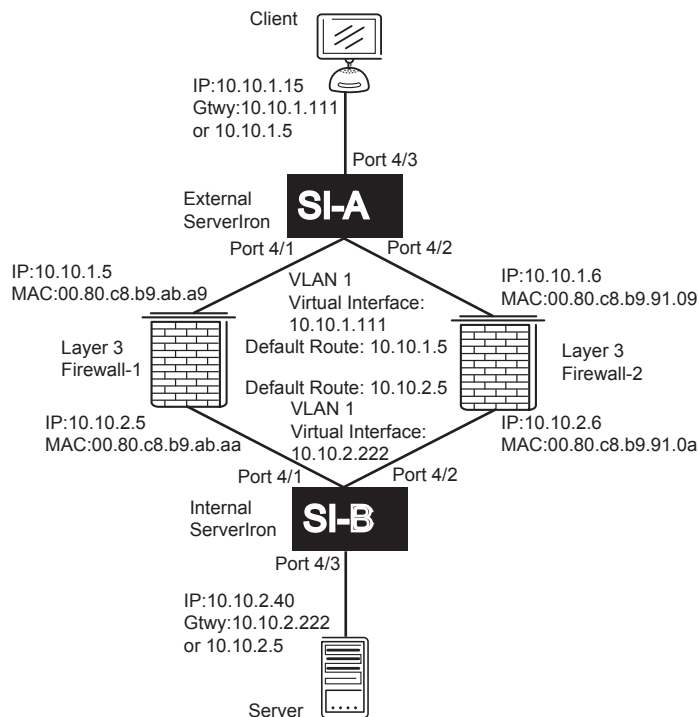 Client
IP:10.10.1.15
Gtwy:10.10.1.111
or 10.10.1.5
Port 4/3
External
ServerIron
SI-A
Port 4/1
Port 4/2
IP:10.10.1.5
MAC:00.80.c8.b9.ab.a9
VLAN 1
Virtual Interface:
10.10.1.111
Default Route: 10.10.1.5
IP:10.10.1.6
MAC:00.80.c8.b9.91.09
Layer 3
Firewall-1
Layer 3
Firewall-2
Default Route: 10.10.2.5
VLAN 1
Virtual Interface:
10.10.2.222
IP:10.10.2.5
MAC:00.80.c8.b9.ab.aa
IP:10.10.2.6
MAC:00.80.c8.b9.91.0a
Port 4/1
Port 4/2
Internal
ServerIron
SI-B
Port 4/3
IP:10.10.2.40
Gtwy:10.10.2.222
or 10.10.2.5
Server